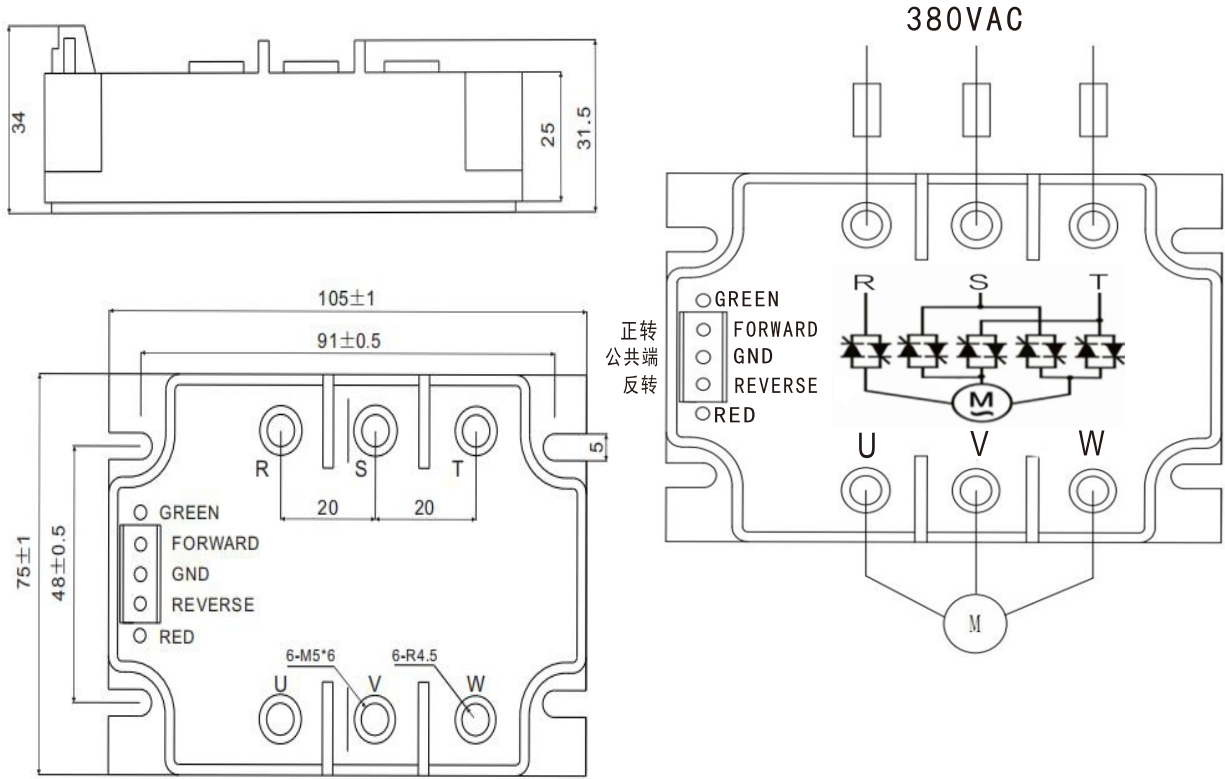 34
25
31.5
105±1
91±0.5
75±1
48±0.5
5
R S T
20 20
GREEN
FORWARD
GND
REVERSE
RED
6-M5*6 6-R4.5
U V W
380VAC
R S T
GREEN
正转 FORWARD
公共端 GND
反转 REVERSE
RED
M
U V W
M